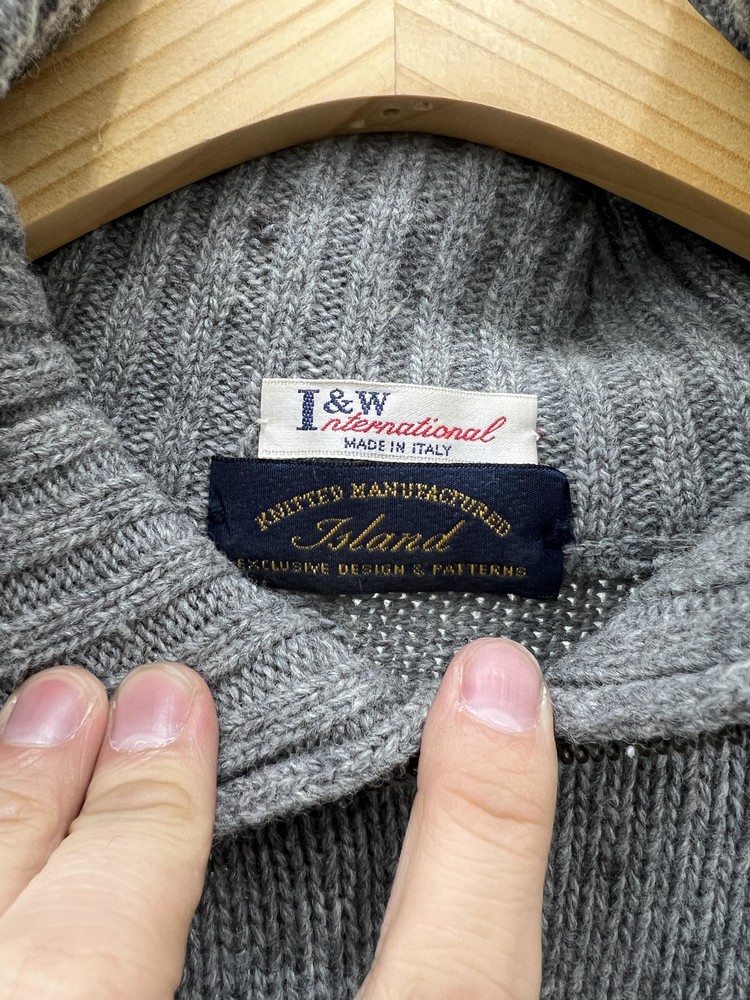 I&W
nternational
MADE IN ITALY
KNITTED MANUFACTURED
Island
EXCLUSIVE DESIGN & PATTERNS